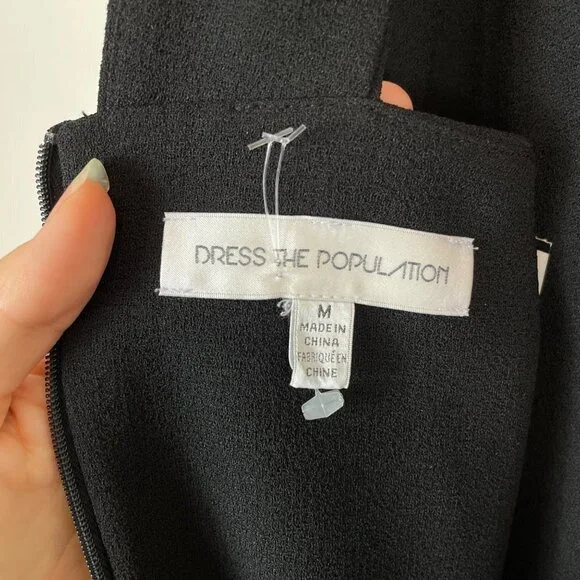 DRESS THE POPULATION
M
MADE IN
CHINA
FABRIQUÉ EN
CHINE